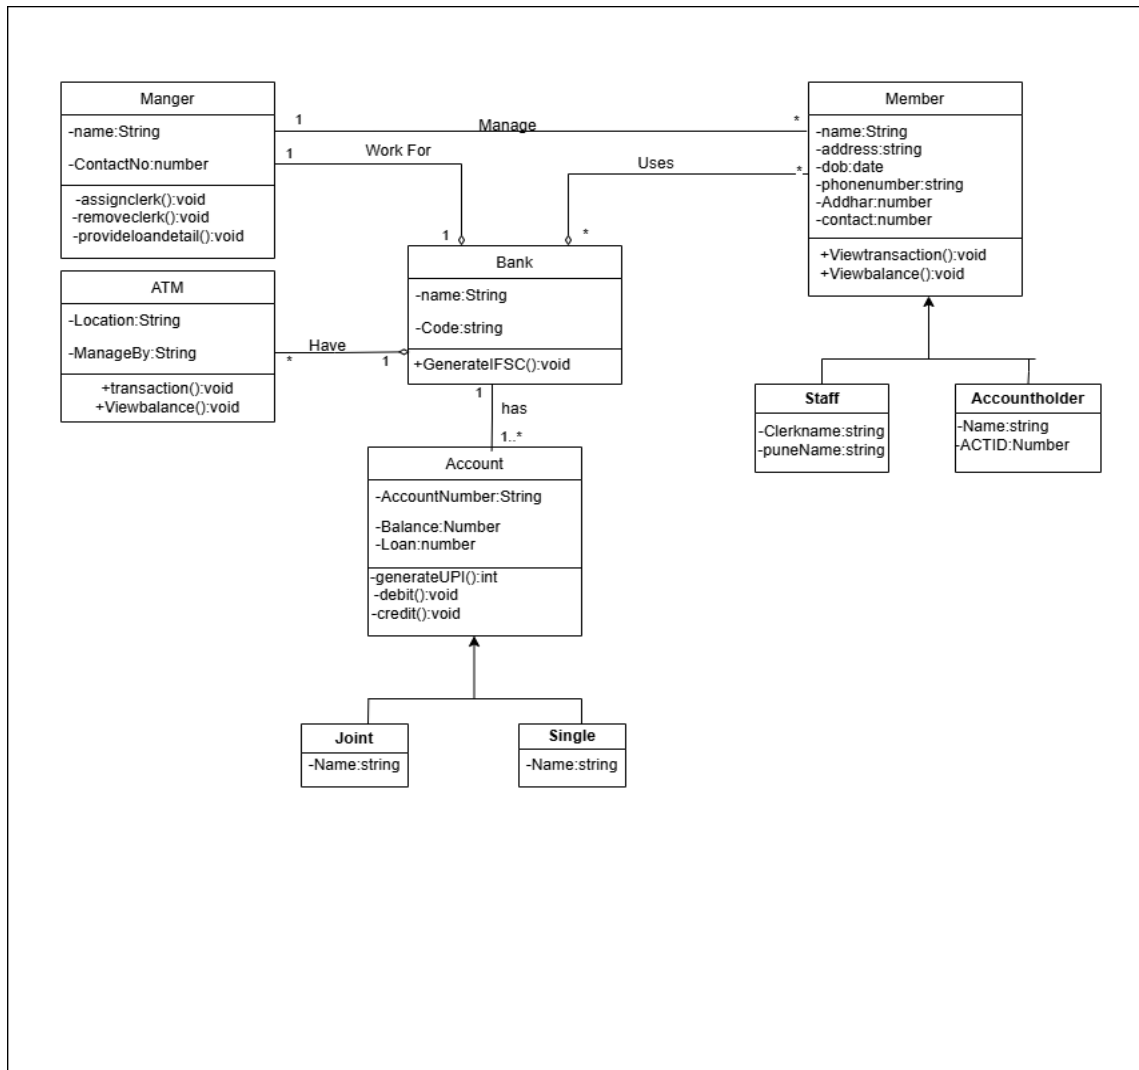 Manger
-name:String
-ContactNo:number
-assignclerk():void
-removeclerk():void
-provideloandetail():void
1
Manage
*
1
Work For
1
Uses
*
*
Member
-name:String
-address:string
-dob:date
-phonenumber:string
-Addhar:number
-contact:number
+Viewtransaction():void
+Viewbalance():void
ATM
-Location:String
-ManageBy:String
+transaction():void
+Viewbalance():void
Have
*
1
Bank
-name:String
-Code:string
+GenerateIFSC():void
1
has
1..*
Staff
-Clerkname:string
-puneName:string
Accountholder
-Name:string
-ACTID:Number
Account
-AccountNumber:String
-Balance:Number
-Loan:number
-generateUPI():int
-debit():void
-credit():void
Joint
-Name:string
Single
-Name:string